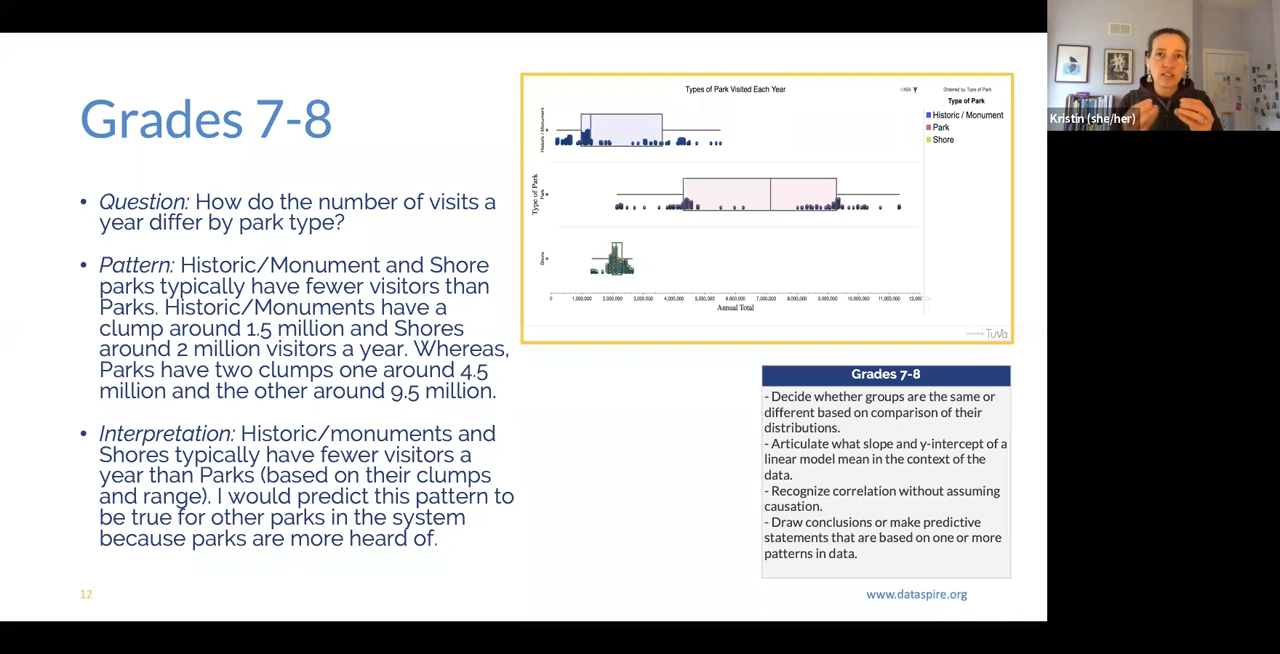 Grades 7-8
• Question: How do the number of visits a
year differ by park type?
• Pattern: Historic/Monument and Shore
parks typically have fewer visitors than
Parks. Historic/Monuments have a
clump around 1.5 million and Shores
around 2 million visitors a year. Whereas,
Parks have two clumps one around 4.5
million and the other around 9.5 million.
• Interpretation: Historic/monuments and
Shores typically have fewer visitors a
year than Parks (based on their clumps
and range). I would predict this pattern to
be true for other parks in the system
because parks are more heard of.
12
Types of Park Visited Each Year
Ordered by Type of Park
Type of Park
Historic / Monument
Park
Shore
Type of Park
Historic / Monument
Park
Shore
0 1,000,000 2,000,000 3,000,000 4,000,000 5,000,000 6,000,000 7,000,000 8,000,000 9,000,000 10,000,000 11,000,000
Annual Total
TuVa
Grades 7-8
- Decide whether groups are the same or
different based on comparison of their
distributions.
- Articulate what slope and y-intercept of a
linear model mean in the context of the
data.
- Recognize correlation without assuming
causation.
- Draw conclusions or make predictive
statements that are based on one or more
patterns in data.
www.dataspire.org
Kristin (she/her)